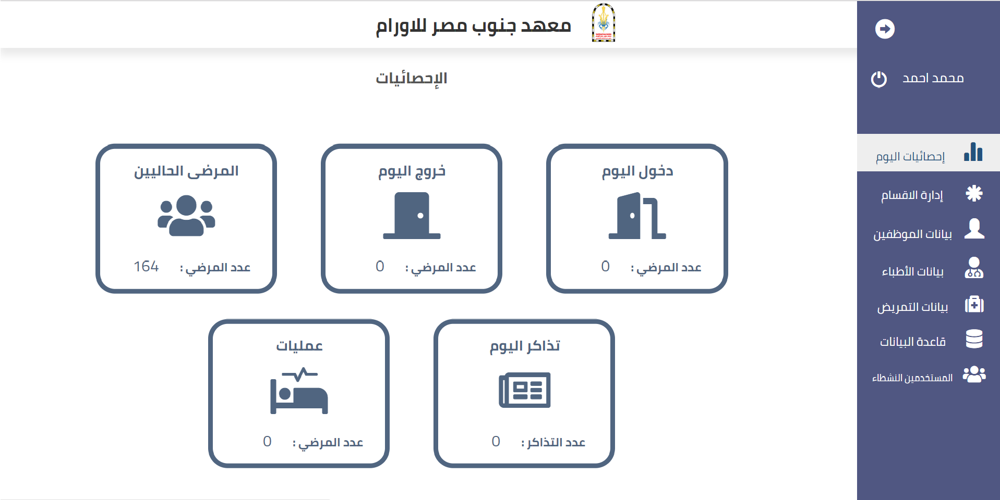 معهد جنوب مصر للاورام
محمد احمد
إحصائيات اليوم
إدارة الاقسام
بيانات الموظفين
بيانات الأطباء
بيانات التمريض
قاعدة البيانات
المستخدمين النشطاء
الإحصائيات
دخول اليوم
عدد المرضي : 0
خروج اليوم
عدد المرضي : 0
المرضى الحاليين
عدد المرضي : 164
تذاكر اليوم
عدد التذاكر : 0
عمليات
عدد المرضي : 0